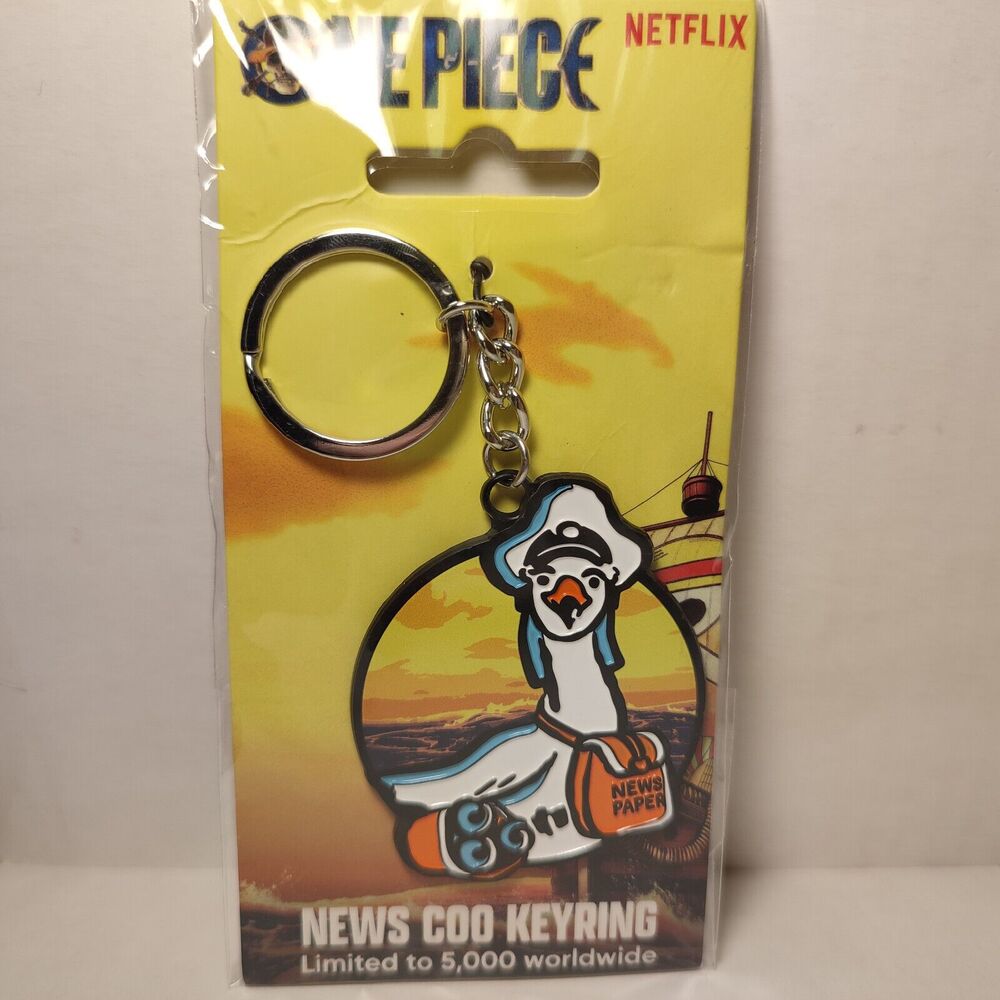 ONE PIECE
NETFLIX
NEWS
PAPER
NEWS COO KEYRING
Limited to 5,000 worldwide